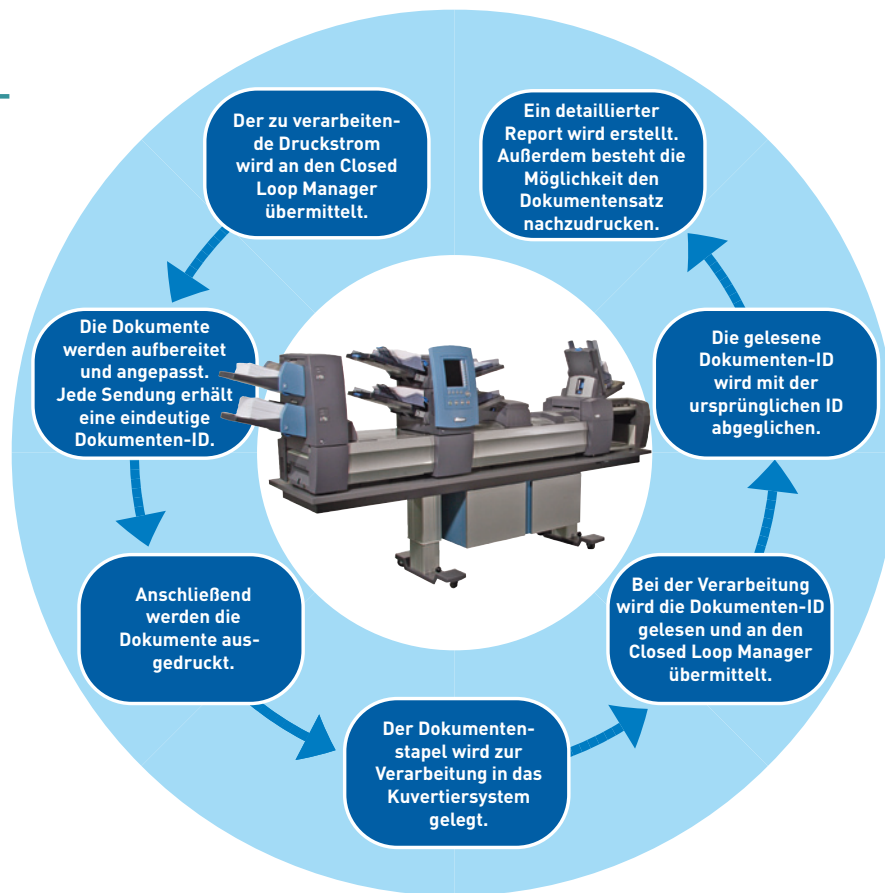 Der zu verarbeiten-
de Druckstrom
wird an den Closed
Loop Manager
übermittelt.
Die Dokumente
werden aufbereitet
und angepasst.
Jede Sendung erhält
eine eindeutige
Dokumenten-ID.
Anschließend
werden die
Dokumente aus-
gedruckt.
Der Dokumenten-
stapel wird zur
Verarbeitung in das
Kuvertiersystem
gelegt.
Bei der Verarbeitung
wird die Dokumenten-ID
gelesen und an den
Closed Loop Manager
übermittelt.
Die gelesene
Dokumenten-ID
wird mit der
ursprünglichen ID
abgeglichen.
Ein detaillierter
Report wird erstellt.
Außerdem besteht die
Möglichkeit den
Dokumentensatz
nachzudrucken.